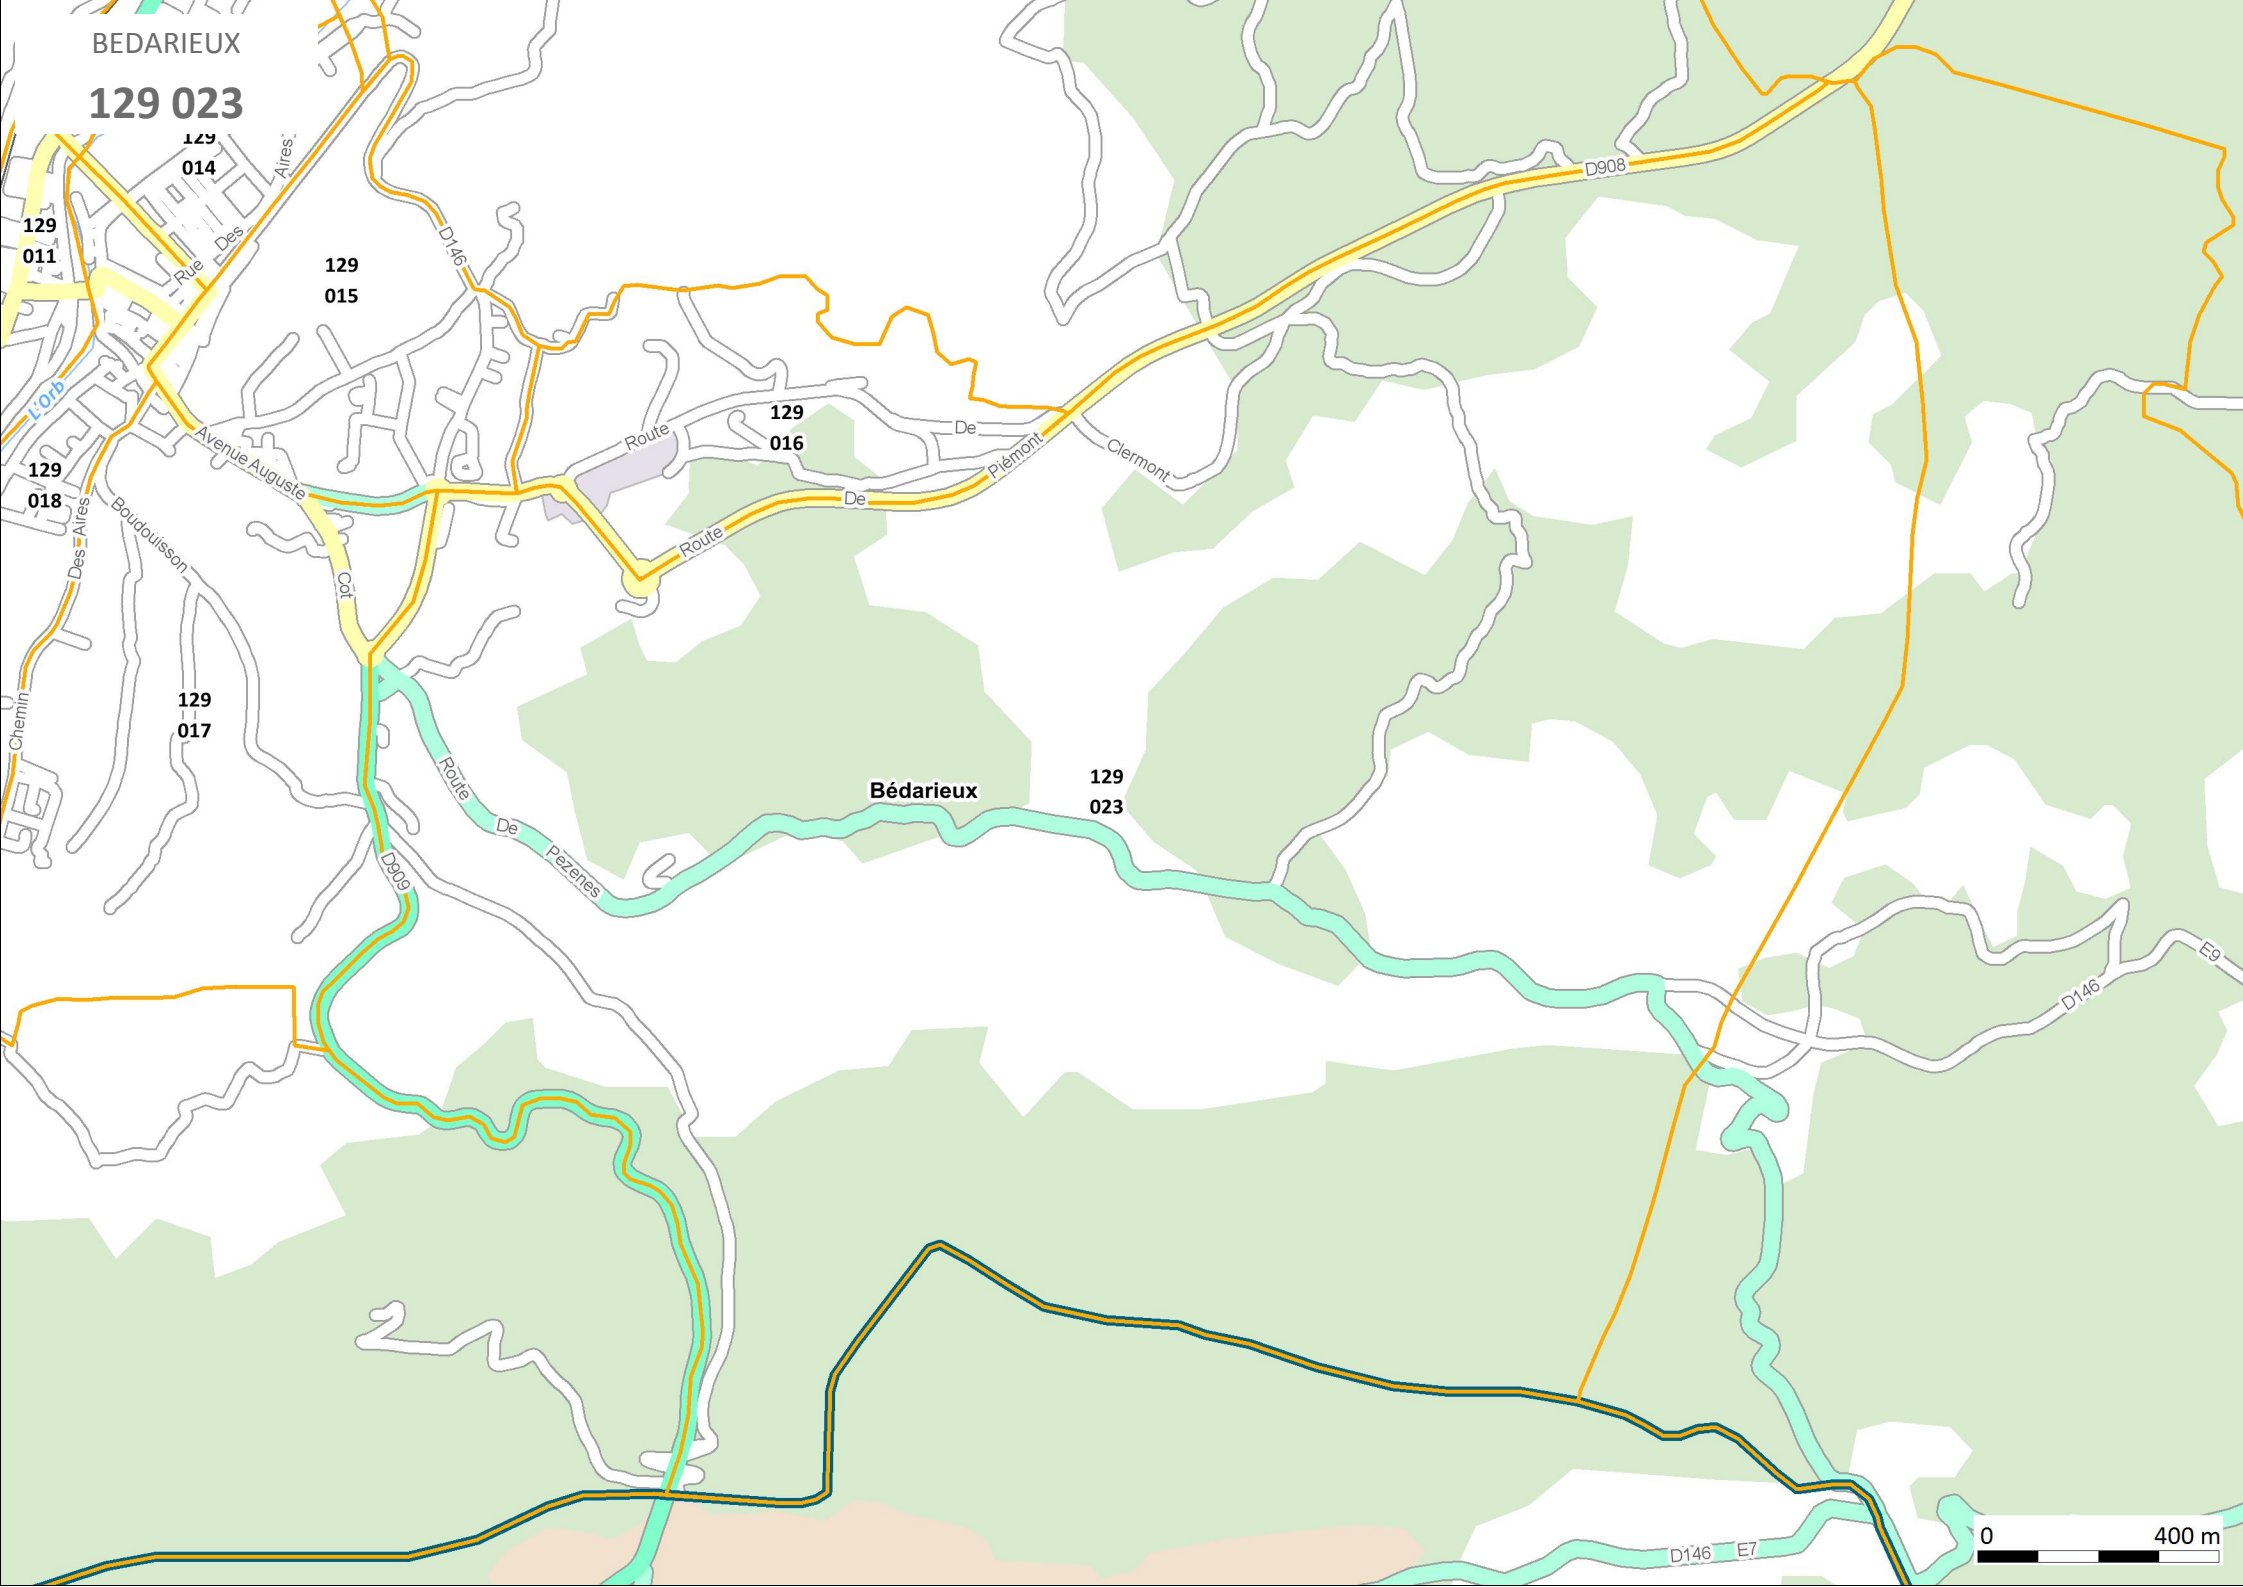 BEDARIEUX
129 023
129
014
Aires
129
011
Des
Rue
129
015
D146
D908
L'Orb
129
018
Avenue Auguste
Route
129
016
De
Clermont
Piémont
De
Route
Boudouisson
Des Aires
Cot
Chemin
129
017
Route
De
Pezenes
Bédarieux
129
023
D909
E9
D146
D146
E7
0 400 m